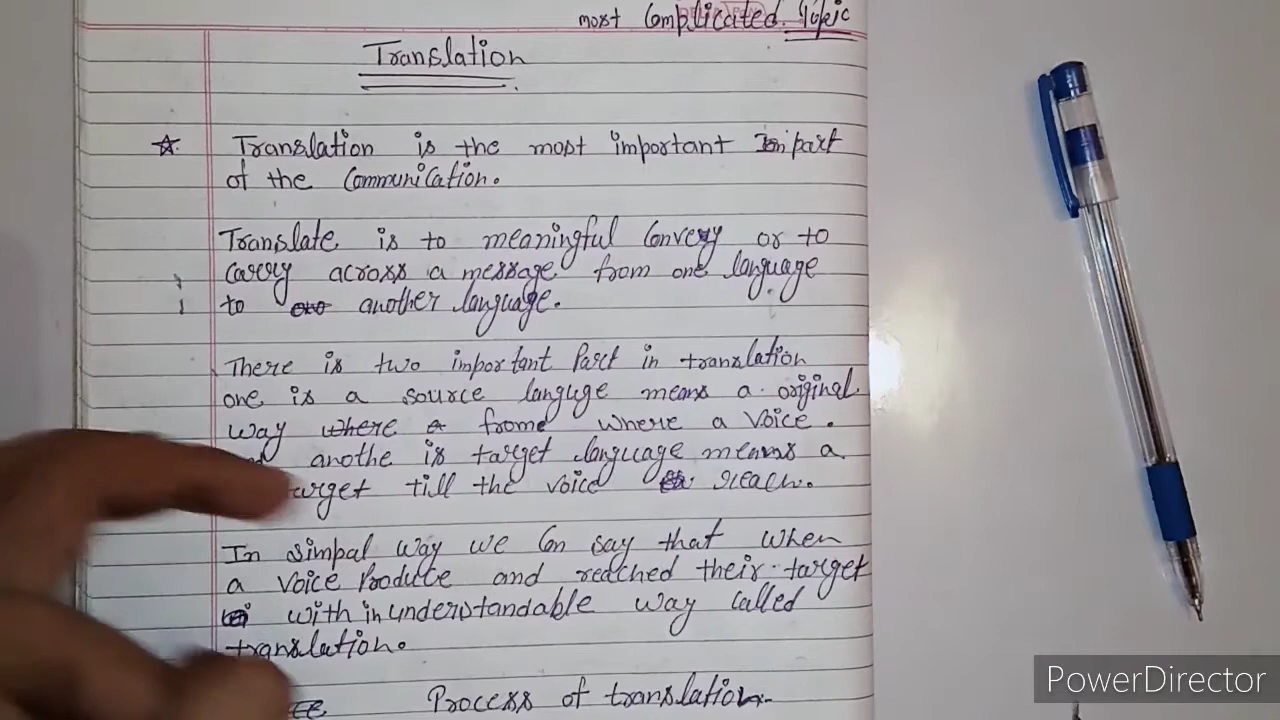 most Complicated. Topic
Translation
Translation is the most important part
of the Communication.
Translate is to meaningful Convery or to
carry across a message from one language
to another language.
There is two important Part in translation
one is a source languge means a original
way where frome where a Voice.
anothe is target language means a
target till the voice reach.
In simpal way we Can say that when
a voice Produce and reached their target
with in understandable way called
translation.
Process of translation
PowerDirector